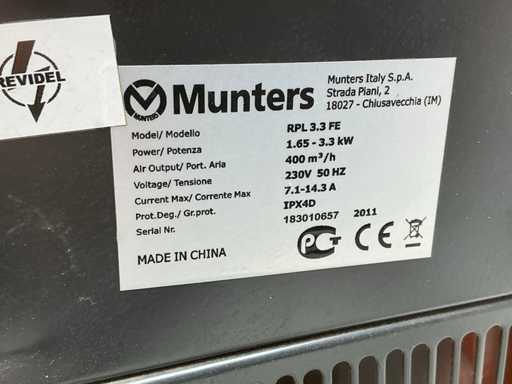 REVIDEL
Munters
MUNTERS
Munters Italy S.p.A.
Strada Piani, 2
18027 - Chiusavecchia (IM)
Model/ Modello RPL 3.3 FE
Power/ Potenza 1.65 - 3.3 kW
Air Output/ Port. Aria 400 m³/h
Voltage/ Tensione 230V 50 HZ
Current Max/ Corrente Max 7.1-14.3 A
Prot.Deg./ Gr.prot. IPX4D
Serial Nr. 183010657 2011
MADE IN CHINA
PCT CE